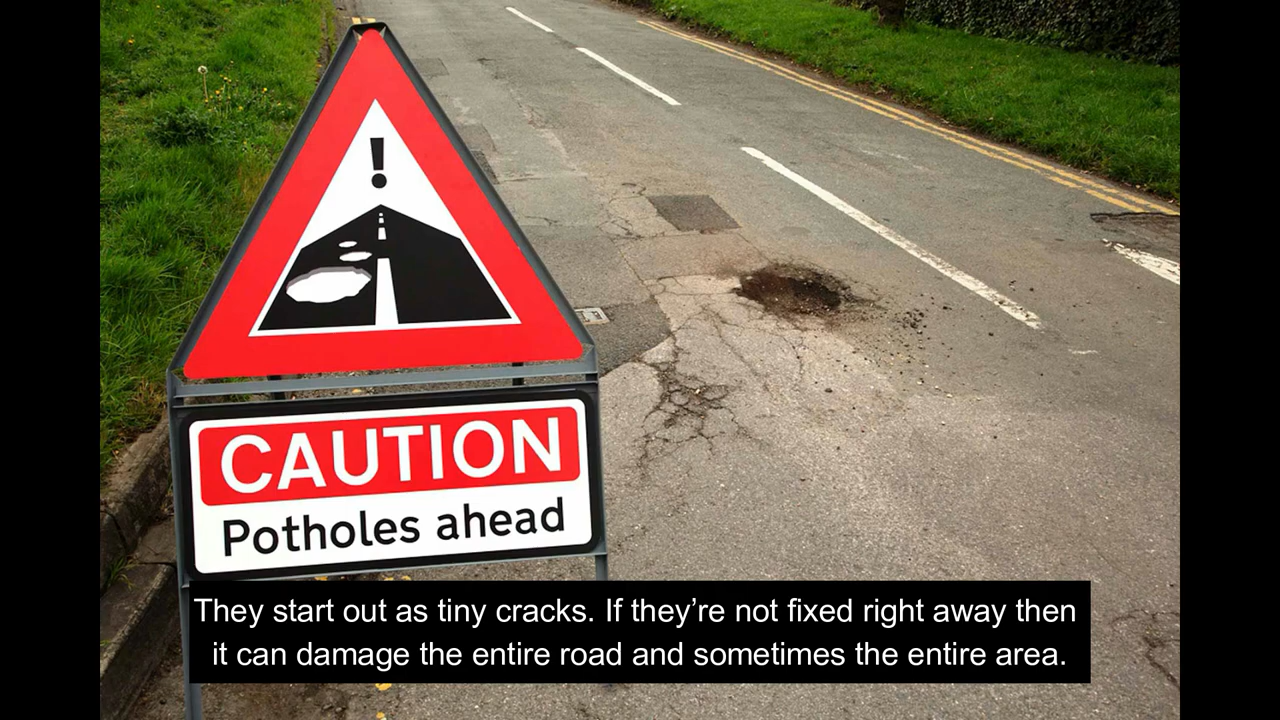 !
CAUTION
Potholes ahead
They start out as tiny cracks. If they’re not fixed right away then
it can damage the entire road and sometimes the entire area.